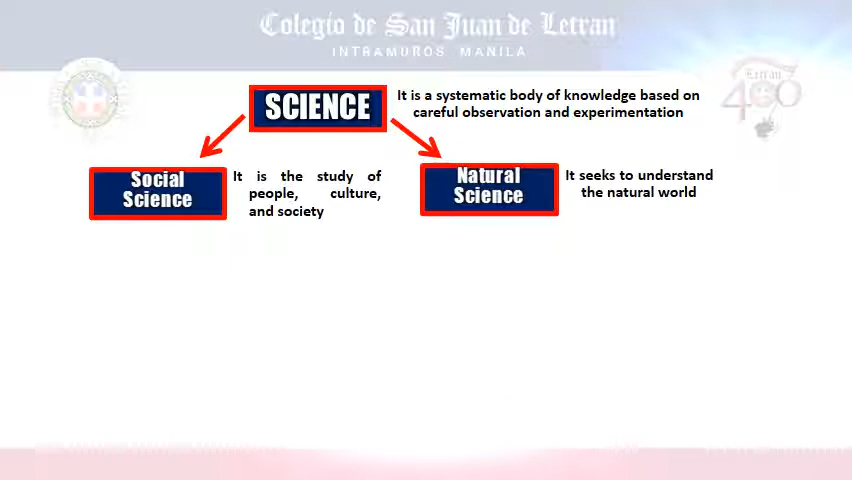 Colegio de San Juan de Letran
INTRAMUROS MANILA
Letran
400
SCIENCE
It is a systematic body of knowledge based on
careful observation and experimentation
Social
Science
It is the study of
people, culture,
and society
Natural
Science
It seeks to understand
the natural world